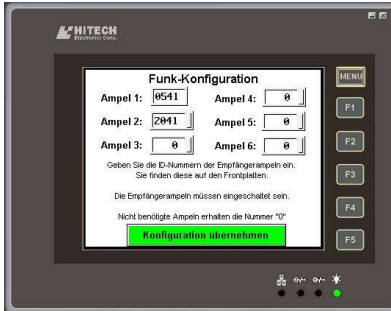 HITECH
Electronics Corp.
Funk-Konfiguration
MENU
Ampel 1: 0541 Ampel 4: 0
F1
Ampel 2: 2041 Ampel 5: 0
F2
Ampel 3: 0 Ampel 6: 0
Geben Sie die ID-Nummern der Empfängerampeln ein.
Sie finden diese auf den Frontplatten.
F3
Die Empfängerampeln müssen eingeschaltet sein.
F4
Nicht benötigte Ampeln erhalten die Nummer "0"
Konfiguration übernehmen
F5